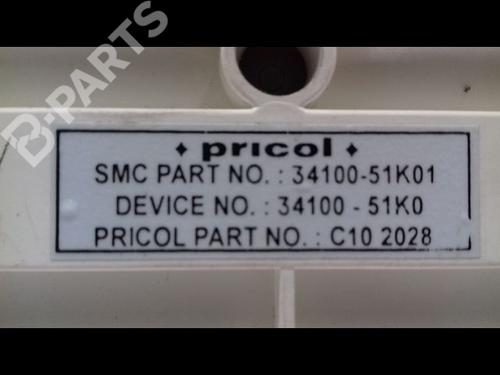 B-PARTS
♦ pricol ♦
SMC PART NO. : 34100-51K01
DEVICE NO. : 34100 - 51K0
PRICOL PART NO. : C10 2028